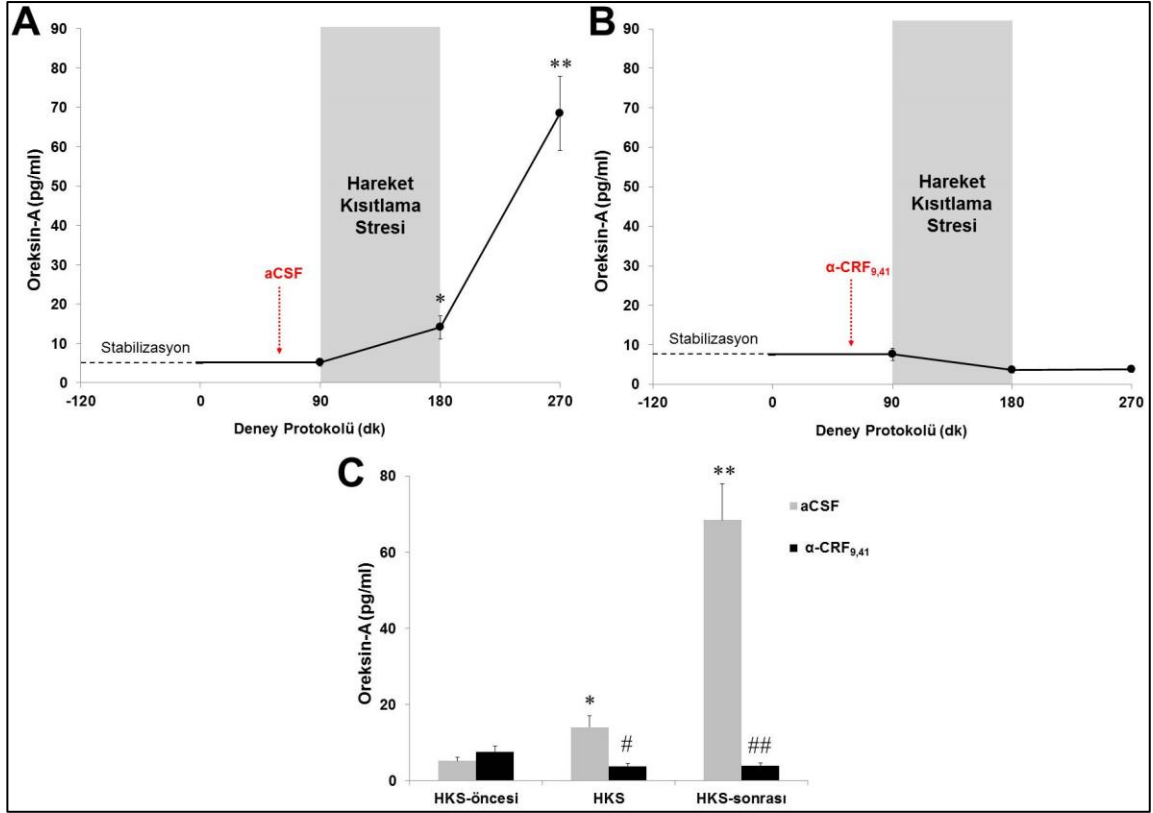 A
90
80
70
60
50
40
30
20
10
0
Oreksin-A (pg/ml)
Hareket
Kısıtlama
Stresi
aCSF
Stabilizasyon
*
**
-120 0 90 180 270
Deney Protokolü (dk)
B
90
80
70
60
50
40
30
20
10
0
Oreksin-A (pg/ml)
Hareket
Kısıtlama
Stresi
α-CRF9,41
Stabilizasyon
-120 0 90 180 270
Deney Protokolü (dk)
C
80
60
40
20
0
Oreksin-A (pg/ml)
*
#
**
##
aCSF
α-CRF9,41
HKS-öncesi HKS HKS-sonrası